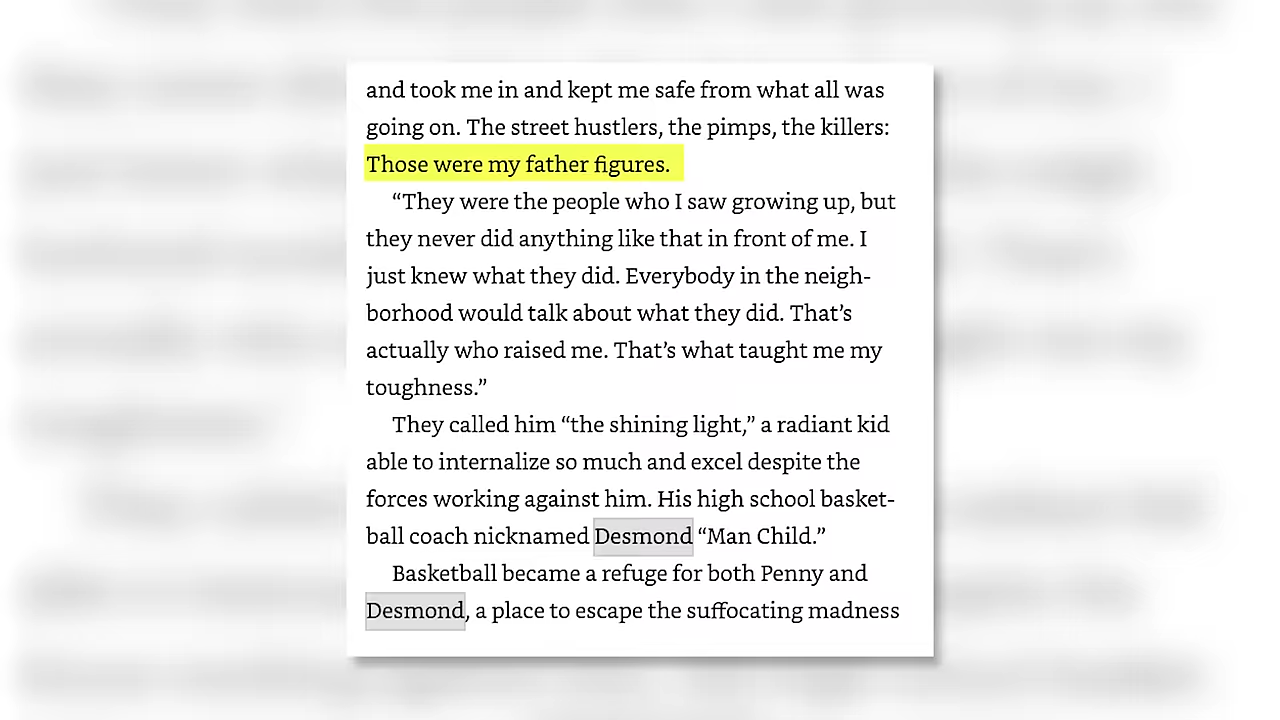 and took me in and kept me safe from what all was
going on. The street hustlers, the pimps, the killers:
Those were my father figures.
“They were the people who I saw growing up, but
they never did anything like that in front of me. I
just knew what they did. Everybody in the neigh-
borhood would talk about what they did. That’s
actually who raised me. That’s what taught me my
toughness.”
They called him “the shining light,” a radiant kid
able to internalize so much and excel despite the
forces working against him. His high school basket-
ball coach nicknamed Desmond “Man Child.”
Basketball became a refuge for both Penny and
Desmond, a place to escape the suffocating madness